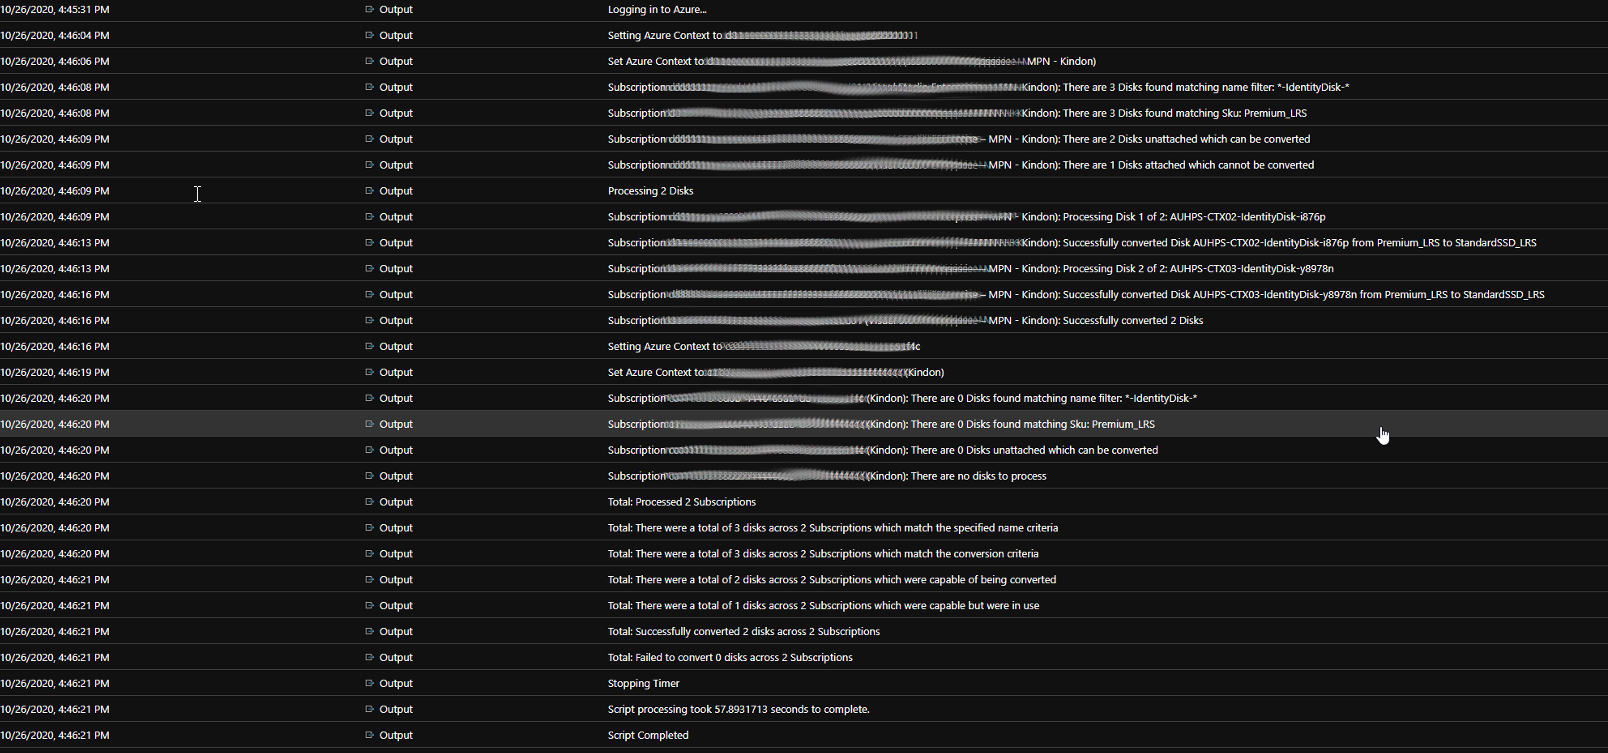 10/26/2020, 4:45:31 PM Output Logging in to Azure...
10/26/2020, 4:46:04 PM Output Setting Azure Context to
10/26/2020, 4:46:06 PM Output Set Azure Context to MPN - Kindon)
10/26/2020, 4:46:08 PM Output Subscription Kindon): There are 3 Disks found matching name filter: *-IdentityDisk-*
10/26/2020, 4:46:08 PM Output Subscription Kindon): There are 3 Disks found matching Sku: Premium_LRS
10/26/2020, 4:46:09 PM Output Subscription – MPN - Kindon): There are 2 Disks unattached which can be converted
10/26/2020, 4:46:09 PM Output Subscription – MPN - Kindon): There are 1 Disks attached which cannot be converted
10/26/2020, 4:46:09 PM Output Processing 2 Disks
10/26/2020, 4:46:09 PM Output Subscription - Kindon): Processing Disk 1 of 2: AUHPS-CTX02-IdentityDisk-i876p
10/26/2020, 4:46:13 PM Output Subscription Kindon): Successfully converted Disk AUHPS-CTX02-IdentityDisk-i876p from Premium_LRS to StandardSSD_LRS
10/26/2020, 4:46:13 PM Output Subscription MPN - Kindon): Processing Disk 2 of 2: AUHPS-CTX03-IdentityDisk-y8978n
10/26/2020, 4:46:16 PM Output Subscription – MPN - Kindon): Successfully converted Disk AUHPS-CTX03-IdentityDisk-y8978n from Premium_LRS to StandardSSD_LRS
10/26/2020, 4:46:16 PM Output Subscription MPN - Kindon): Successfully converted 2 Disks
10/26/2020, 4:46:16 PM Output Setting Azure Context to
10/26/2020, 4:46:19 PM Output Set Azure Context to (Kindon)
10/26/2020, 4:46:20 PM Output Subscription (Kindon): There are 0 Disks found matching name filter: *-IdentityDisk-*
10/26/2020, 4:46:20 PM Output Subscription (Kindon): There are 0 Disks found matching Sku: Premium_LRS
10/26/2020, 4:46:20 PM Output Subscription (Kindon): There are 0 Disks unattached which can be converted
10/26/2020, 4:46:20 PM Output Subscription (Kindon): There are no disks to process
10/26/2020, 4:46:20 PM Output Total: Processed 2 Subscriptions
10/26/2020, 4:46:20 PM Output Total: There were a total of 3 disks across 2 Subscriptions which match the specified name criteria
10/26/2020, 4:46:20 PM Output Total: There were a total of 3 disks across 2 Subscriptions which match the conversion criteria
10/26/2020, 4:46:21 PM Output Total: There were a total of 2 disks across 2 Subscriptions which were capable of being converted
10/26/2020, 4:46:21 PM Output Total: There were a total of 1 disks across 2 Subscriptions which were capable but were in use
10/26/2020, 4:46:21 PM Output Total: Successfully converted 2 disks across 2 Subscriptions
10/26/2020, 4:46:21 PM Output Total: Failed to convert 0 disks across 2 Subscriptions
10/26/2020, 4:46:21 PM Output Stopping Timer
10/26/2020, 4:46:21 PM Output Script processing took 57.8931713 seconds to complete.
10/26/2020, 4:46:21 PM Output Script Completed